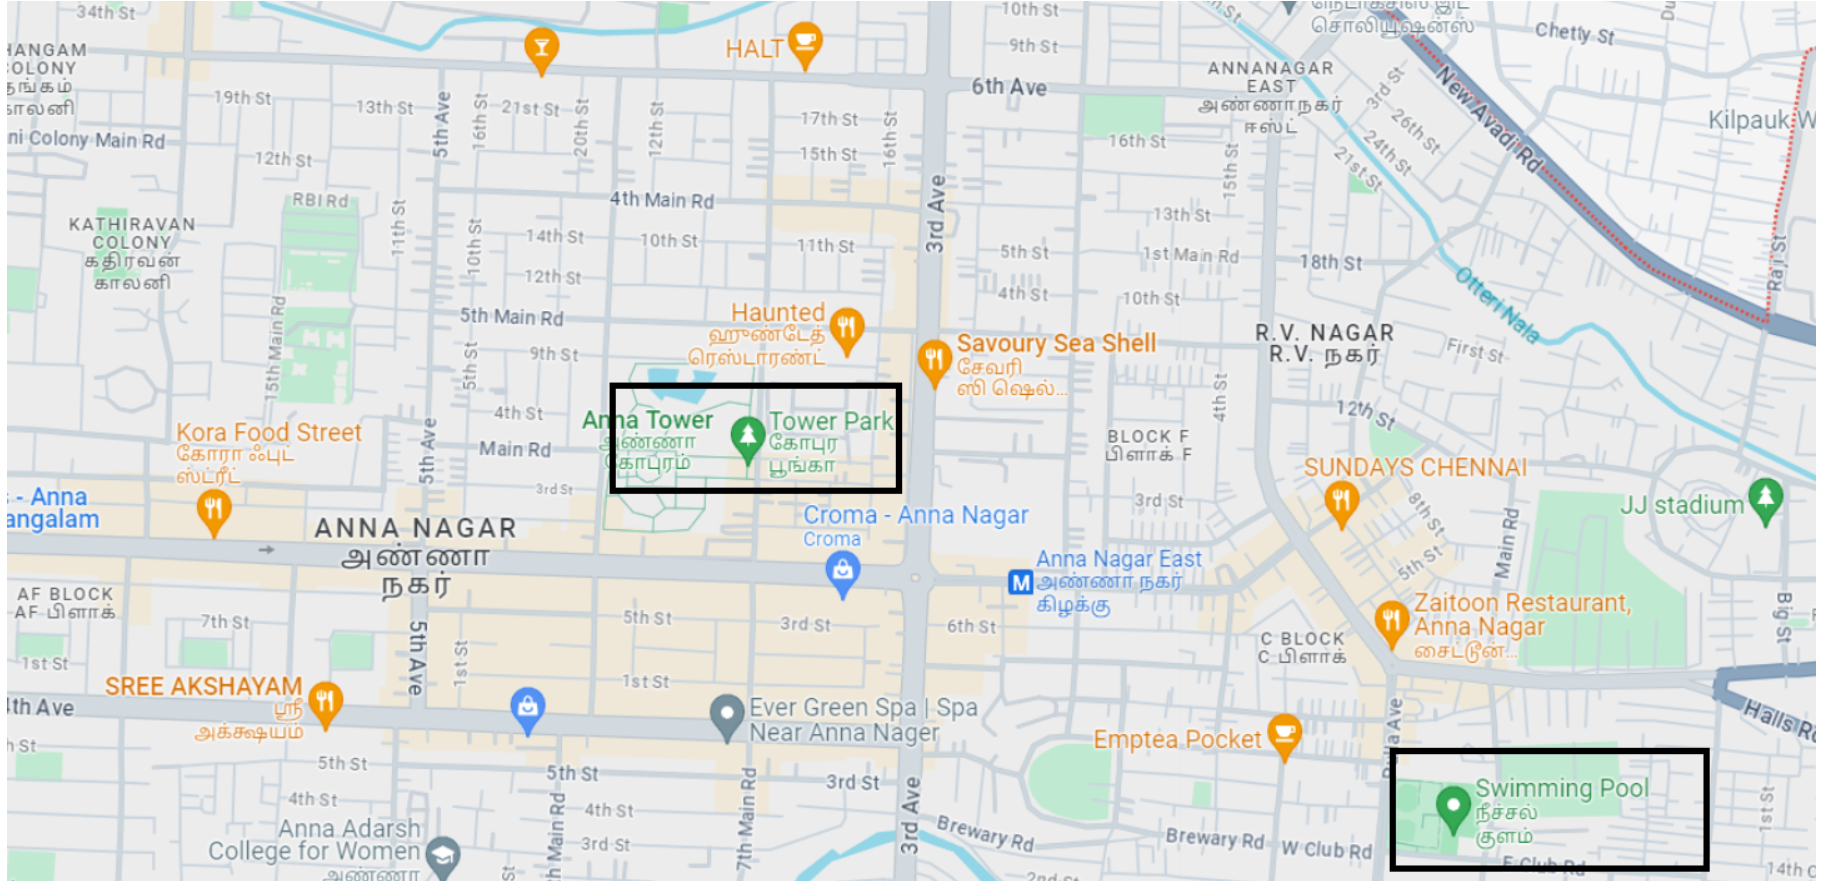 34th St
HALT
10th St
9th St
சொலியூஷன்ஸ்
Chetty St
6th Ave
ANNANAGAR
EAST
அண்ணாநகர்
ஈஸ்ட்
3rd St
New Avadi Rd
Kilpauk W
HANGAM
COLONY
தங்கம்
காலனி
ni Colony Main Rd
19th St
13th St
5th Ave
16th St
21st St
20th St
12th St
17th St
15th St
16th St
16th St
15th St
26th St
24th St
21st St
12th St
RBI Rd
4th Main Rd
3rd Ave
13th St
KATHIRAVAN
COLONY
கதிரவன்
காலனி
11th St
10th St
14th St
10th St
11th St
5th St
1st Main Rd
18th St
12th St
4th St
10th St
Otteri Nala
15th Main Rd
5th Main Rd
Haunted
ஹுண்டேத்
ரெஸ்டாரண்ட்
Savoury Sea Shell
சேவரி
ஸி ஷெல்...
R.V. NAGAR
R.V. நகர்
First St
5th St
9th St
4th St
4th St
12th St
Anna Tower
அண்ணா
கோபுரம்
Tower Park
கோபுர
பூங்கா
Kora Food Street
கோரா ஃபுட்
ஸ்ட்ரீட்
5th Ave
Main Rd
BLOCK F
பிளாக் F
SUNDAYS CHENNAI
3rd St
3rd St
8th St
Main Rd
JJ stadium
- Anna
angalam
ANNA NAGAR
அண்ணா
நகர்
Croma - Anna Nagar
Croma
Anna Nagar East
அண்ணா நகர்
கிழக்கு
5th St
AF BLOCK
AF பிளாக்
7th St
5th Ave
1st St
5th St
3rd St
6th St
C BLOCK
C பிளாக்
Zaitoon Restaurant,
Anna Nagar
சைட்டூன்...
Big St
1st St
SREE AKSHAYAM
ஸ்ரீ
அக்க்ஷயம்
1st St
4th Ave
Ever Green Spa | Spa
Near Anna Nager
Emptea Pocket
Halls Rd
h St
5th St
5th St
3rd St
Swimming Pool
நீச்சல்
குளம்
4th St
Main Rd
4th St
7th Main Rd
3rd Ave
1st St
Anna Adarsh
College for Women
அண்ணா
3rd St
Brewary Rd
Brewary Rd
W Club Rd
E Club Rd
2nd St
14th